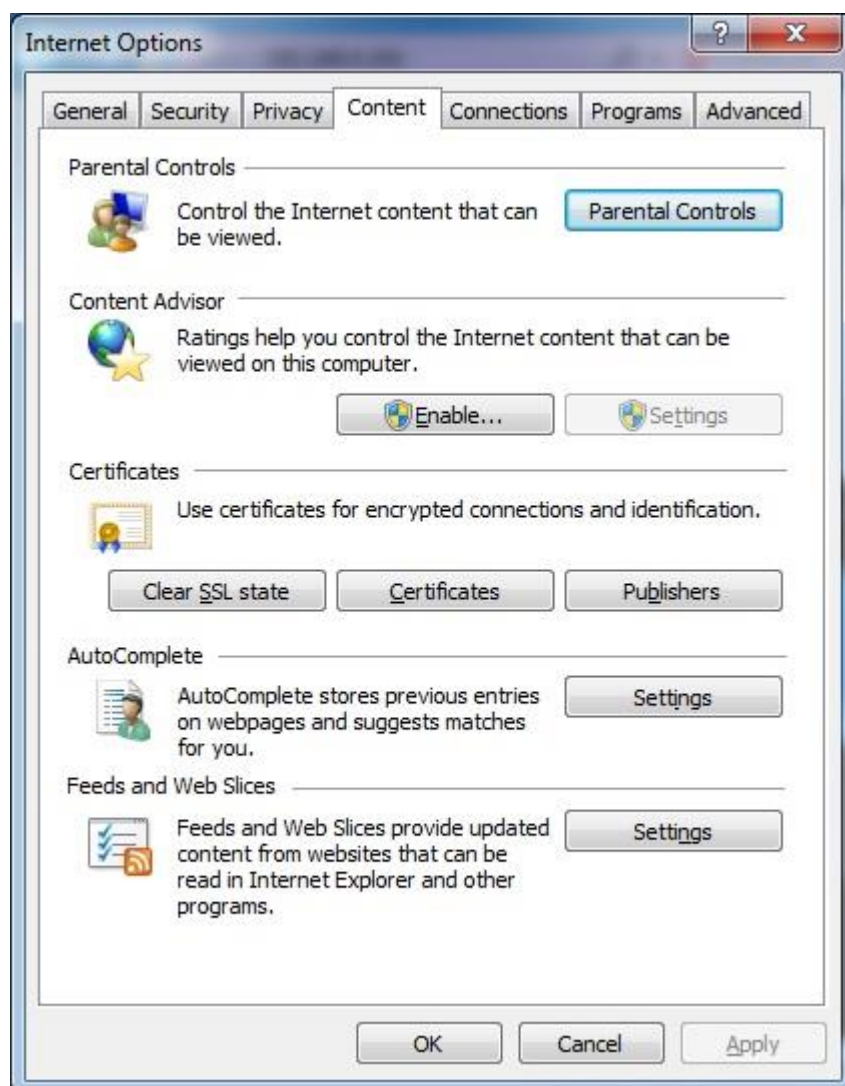 Internet Options
General Security Privacy Content Connections Programs Advanced
Parental Controls
Control the Internet content that can
be viewed.
Parental Controls
Content Advisor
Ratings help you control the Internet content that can be
viewed on this computer.
Enable... Settings
Certificates
Use certificates for encrypted connections and identification.
Clear SSL state Certificates Publishers
AutoComplete
AutoComplete stores previous entries
on webpages and suggests matches
for you.
Settings
Feeds and Web Slices
Feeds and Web Slices provide updated
content from websites that can be
read in Internet Explorer and other
programs.
Settings
OK Cancel Apply